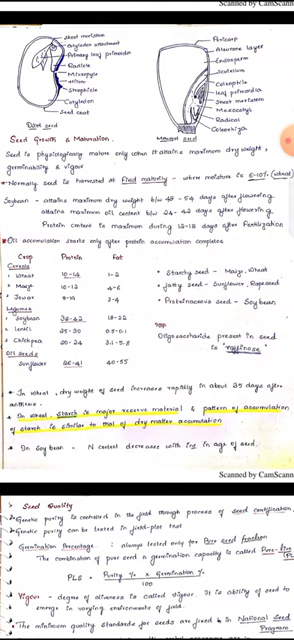 Scanned by CamScann
Shoot meristem
Cotyledon attachment
Primary leaf primordia
Radicle
Micropyle
Hilum
Strophiole
Cotyledon
Seed coat
Pericarp
Aleurone layer
Endosperm
Scutellum
Coleoptile
Leaf primordia
Shoot meristem
Mesocotyl
Radical
Coleorhiza
Dicot seed
Monocot seed
Seed Growth & Maturation.
Seed is physiologically mature only when it attains maximum dry weight,
germinability & vigor
* Normally seed is harvested at Field maturity - where moisture is (wheat)
Soybean - attains maximum dry weight b/w 48 - 54 days after flowering
attains maximum oil content b/w 24 - 42 days after flowering
Protein content is maximum during 12-18 days after Fertilization
* Oil accumulation starts only after protein accumulation completes
Crop Protein Fat
Cereals
Wheat 10-14 1-2
Maize 10-12 4-6
Jowar 3-4
Legumes
Soybean 38-42 18-22
Lentil 25-30
Chickpea 20-24
Oil seeds
Sunflower 40-55
* Starchy seed - Maize, Wheat
* Fatty seed - Sunflower, Rapeseed
* Proteinaceous seed - Soybean
Oligosaccharide present in seed
is "raffinose"
* In wheat, dry weight of seed increases rapidly in about 35 days after
anthesis.
* In wheat, starch is major reserve material & pattern of accumulation
of starch is similar to that of dry matter accumulation
* In Soybean - N content decreases with inc in age of seed.
Scanned by CamScann
Seed Quality
Genetic purity is controlled in the field through process of seed certification
Genetic purity can be tested in field-plot test
Germination Percentage : always tested only for Pure seed fraction
The combination of pure seed n germination capacity is called Pure-live
PLS = Purity % x Germination %
100
Vigour - degree of aliveness is called vigour. It is ability of seed to
emerge in varying environments of field.
The minimum quality standards for seeds are fixed in National Seed
Program